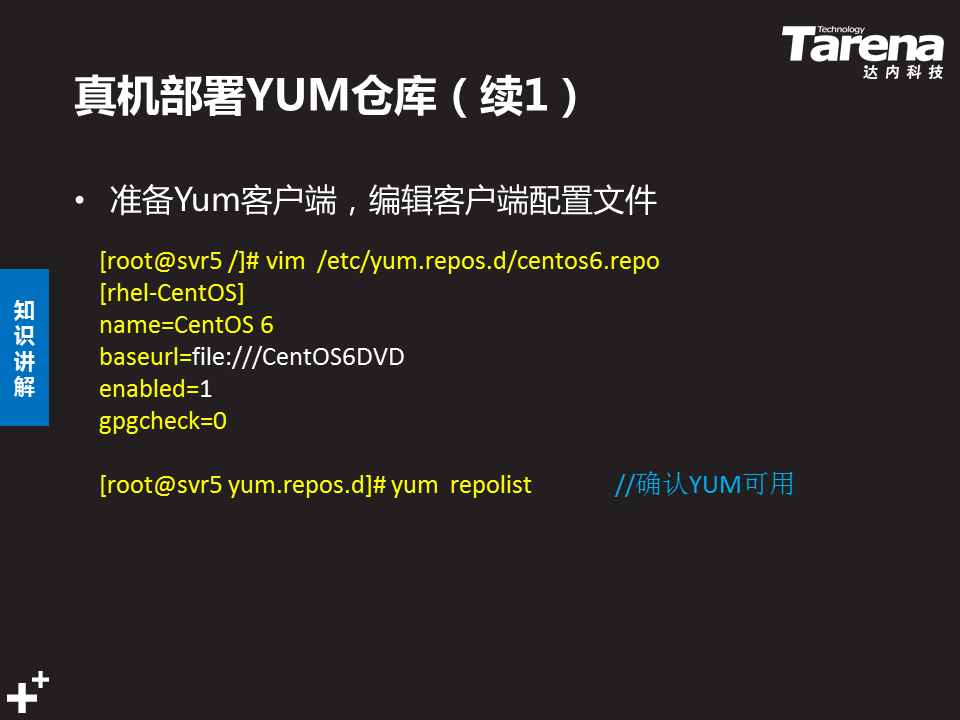 Technology
Tarena
达内科技
真机部署YUM仓库（续1）
• 准备Yum客户端，编辑客户端配置文件
[root@svr5 /]# vim  /etc/yum.repos.d/centos6.repo
[rhel-CentOS]
name=CentOS 6
baseurl=file:///CentOS6DVD
enabled=1
gpgcheck=0
[root@svr5 yum.repos.d]# yum  repolist //确认YUM可用
知识讲解